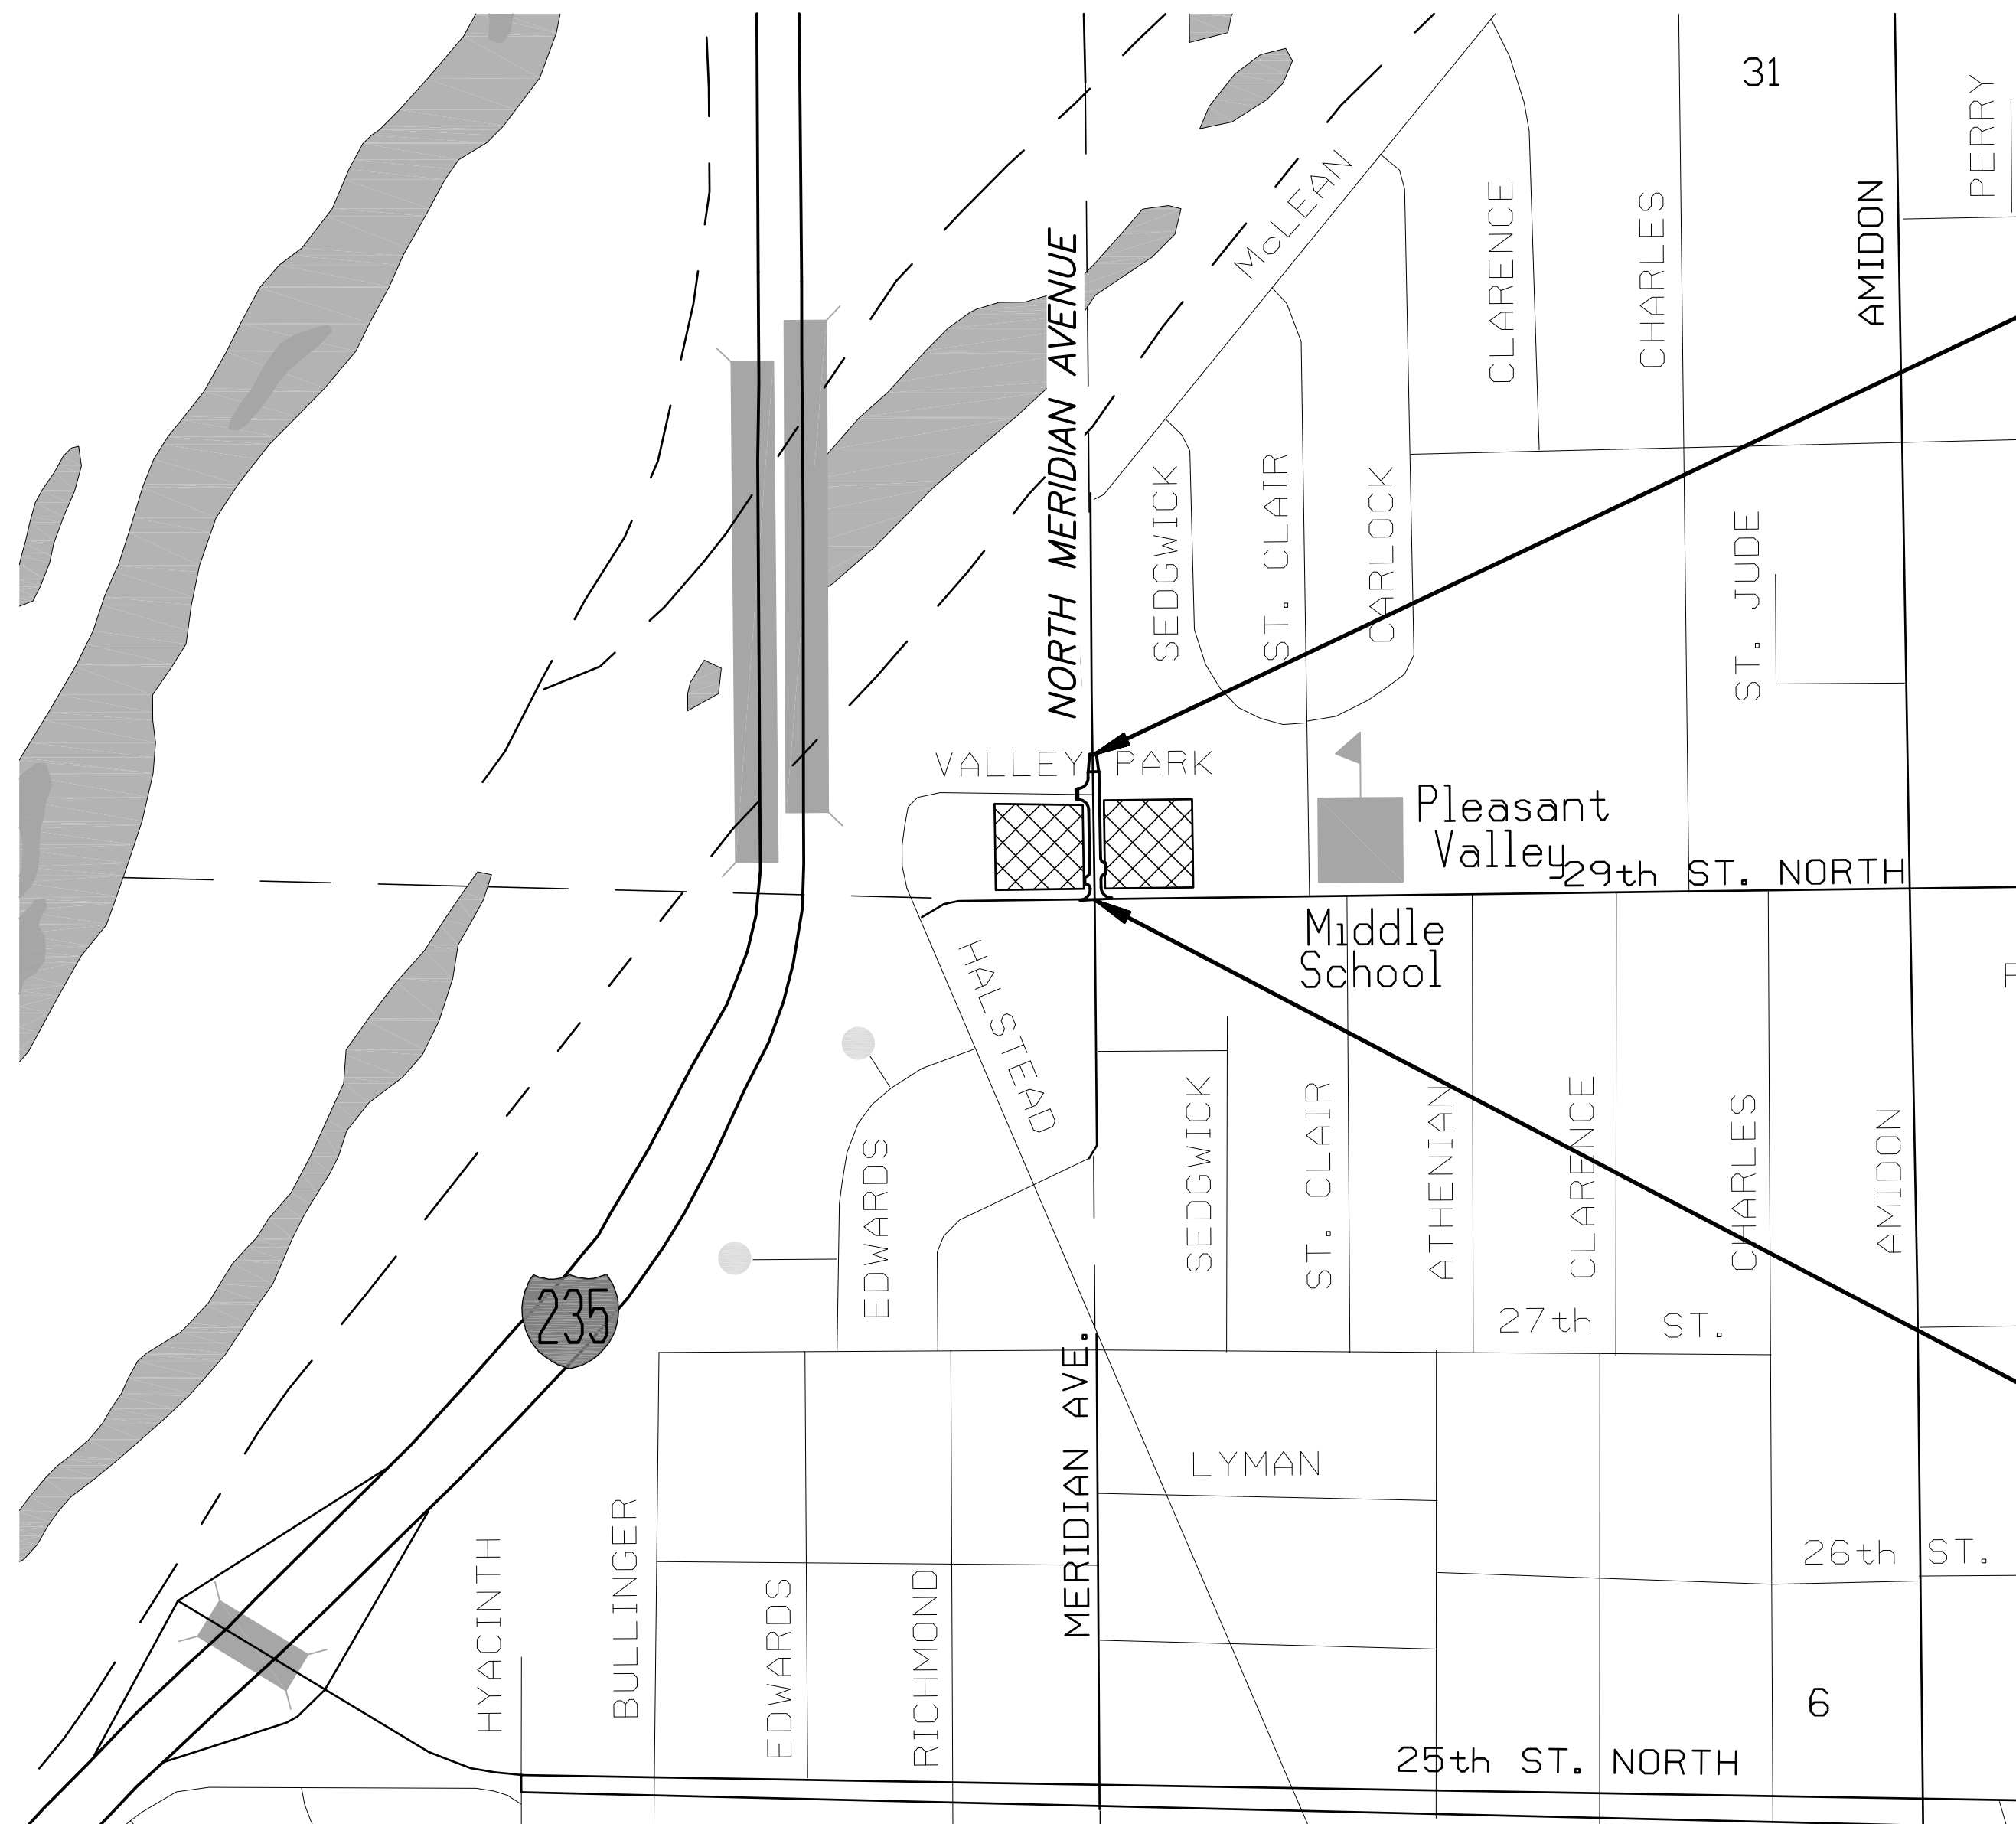 31
PERRY
McLEAN
CLARENCE
CHARLES
AMIDON
NORTH MERIDIAN AVENUE
SEDGWICK
ST. CLAIR
CARLOCK
ST. JUDE
VALLEY PARK
Pleasant
Valley
29th ST. NORTH
Middle
School
HALSTEAD
EDWARDS
SEDGWICK
ST. CLAIR
ATHENIAN
CLARENCE
CHARLES
AMIDON
235
27th ST.
MERIDIAN AVE.
LYMAN
HYACINTH
BULLINGER
EDWARDS
RICHMOND
26th ST.
6
25th ST. NORTH